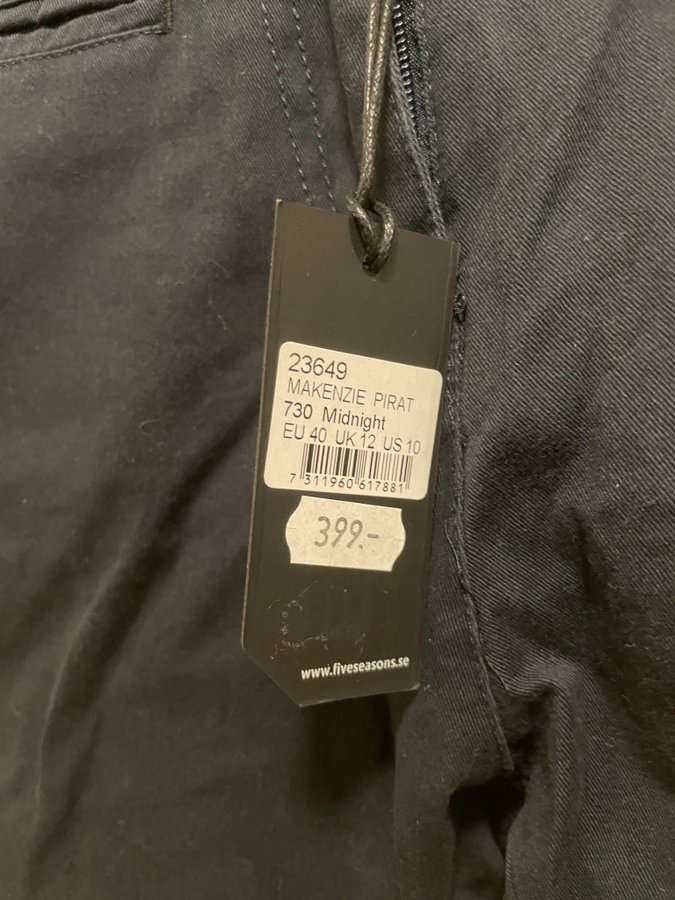 23649
MAKENZIE PIRAT
730 Midnight
EU 40 UK 12 US 10
7 311960 617881
399.-
www.fiveseasons.se